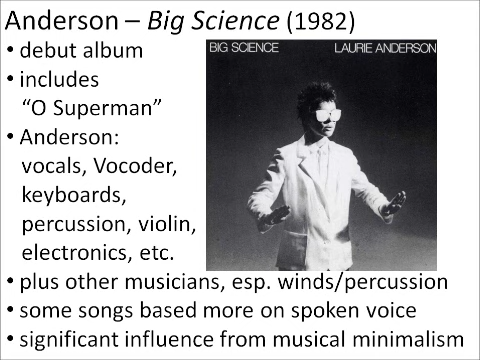 Anderson – Big Science (1982)
• debut album
• includes
“O Superman”
• Anderson:
vocals, Vocoder,
keyboards,
percussion, violin,
electronics, etc.
BIG SCIENCE
LAURIE ANDERSON
• plus other musicians, esp. winds/percussion
• some songs based more on spoken voice
• significant influence from musical minimalism